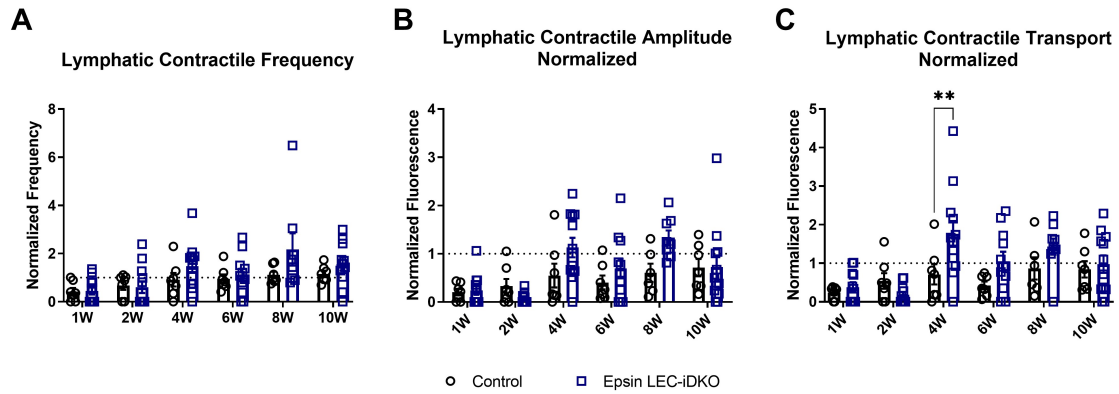 A
Lymphatic Contractile Frequency
Normalized Frequency
8
6
4
2
0
1W 2W 4W 6W 8W 10W
B
Lymphatic Contractile Amplitude
Normalized
Normalized Fluorescence
4
3
2
1
0
1W 2W 4W 6W 8W 10W
C
Lymphatic Contractile Transport
Normalized
Normalized Fluorescence
5
4
3
2
1
0
**
1W 2W 4W 6W 8W 10W
Control Epsin LEC-iDKO